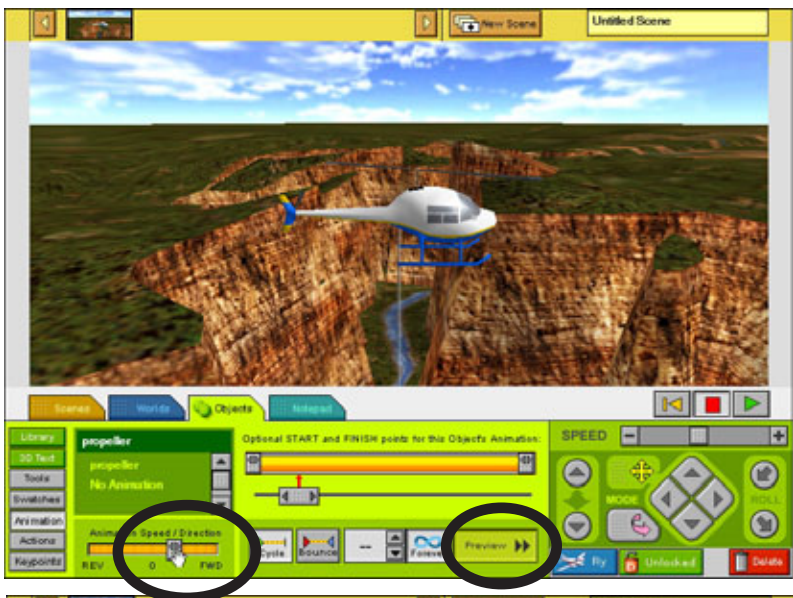 New Scene
Untitled Scene
Scenes
Worlds
Objects
Notepad
Library
3D Text
Tools
Swatches
Animation
Actions
Keypoints
propeller
propeller
No Animation
Animation Speed / Direction
REV 0 FWD
Optional START and FINISH points for this Object's Animation:
Cycle
Bounce
--
Forever
Preview
SPEED
MODE
ROLL
Fly
Unlocked
Delete